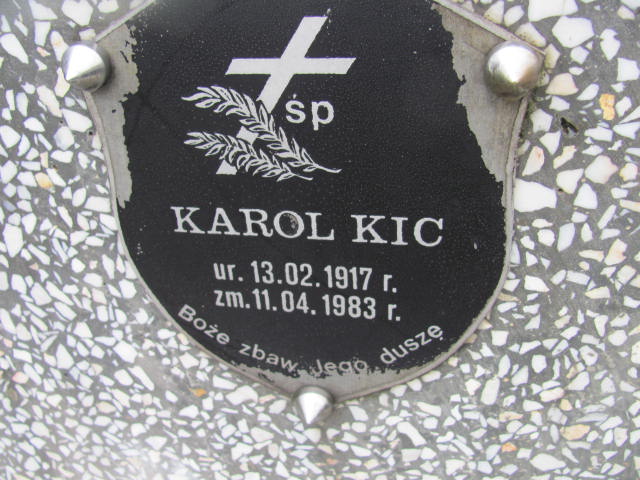 śp
KAROL KIC
ur. 13.02.1917 r.
zm. 11.04.1983 r.
Boże zbaw Jego duszę